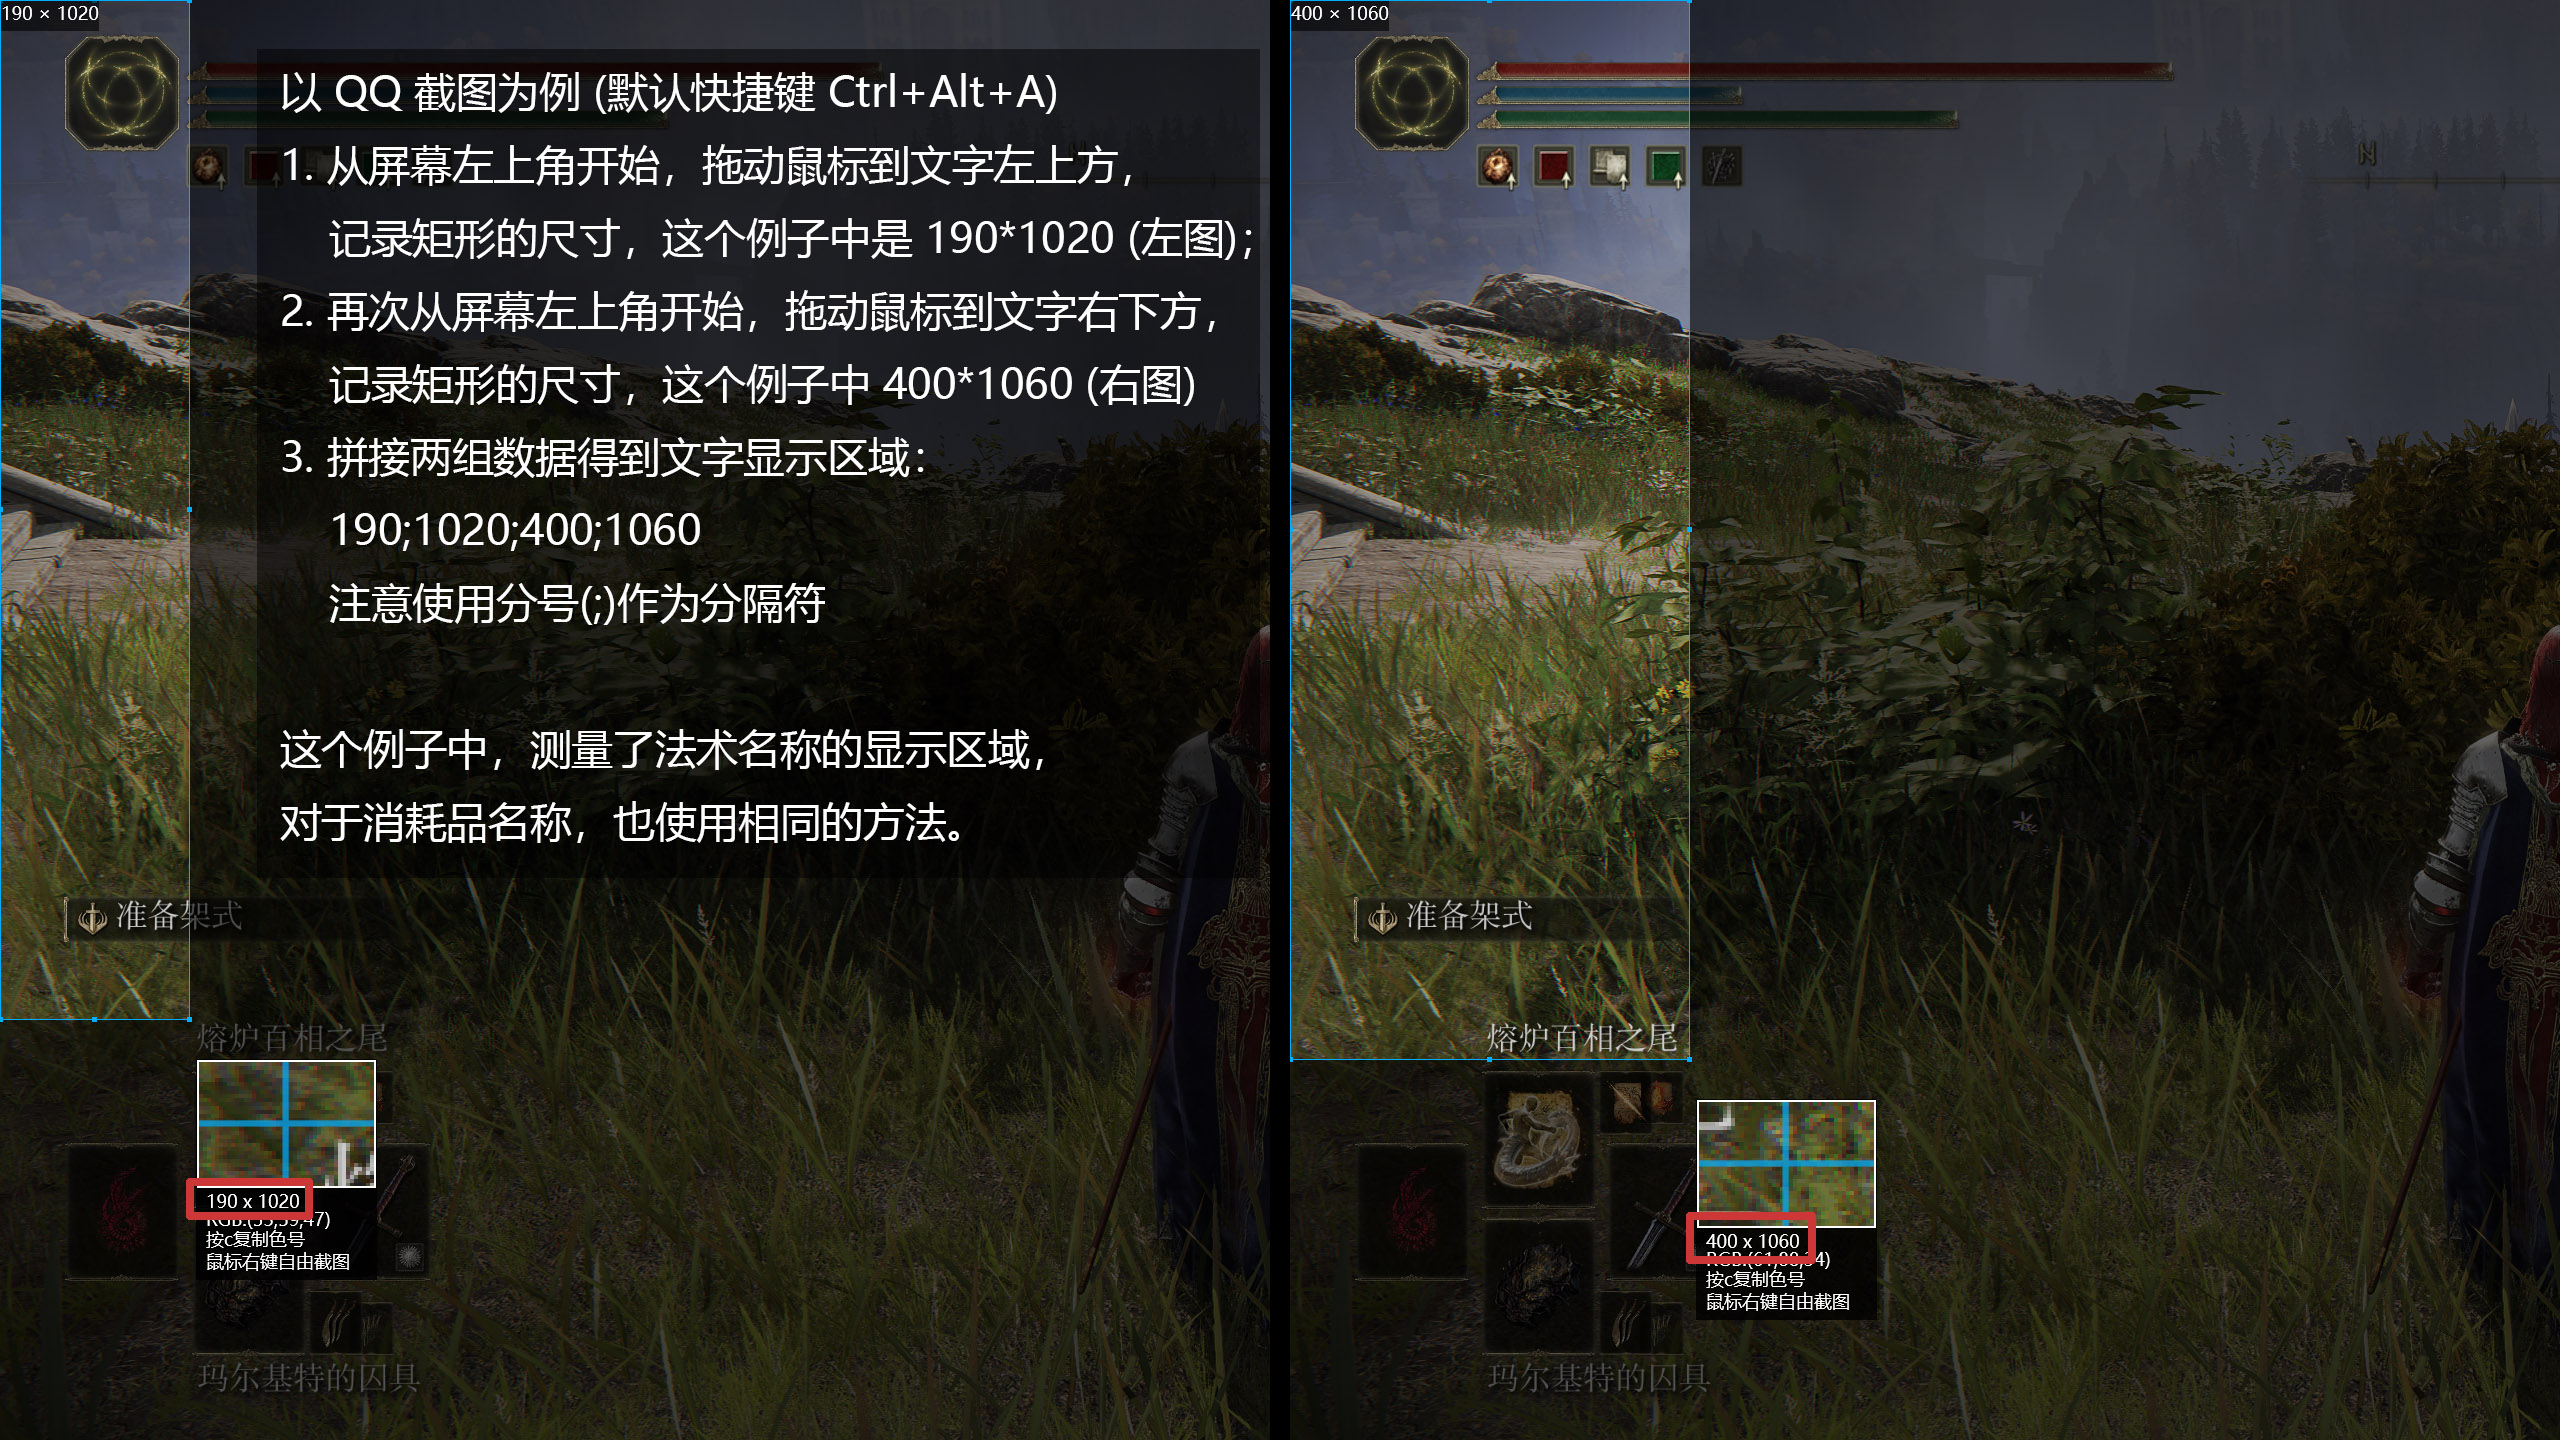 190 × 1020
以 QQ 截图为例 (默认快捷键 Ctrl+Alt+A)
1. 从屏幕左上角开始，拖动鼠标到文字左上方，
记录矩形的尺寸，这个例子中是 190*1020 (左图)；
2. 再次从屏幕左上角开始，拖动鼠标到文字右下方，
记录矩形的尺寸，这个例子中 400*1060 (右图)
3. 拼接两组数据得到文字显示区域：
190;1020;400;1060
注意使用分号(;)作为分隔符
这个例子中，测量了法术名称的显示区域，
对于消耗品名称，也使用相同的方法。
准备架式
熔炉百相之尾
190 x 1020
按c复制色号
鼠标右键自由截图
玛尔基特的囚具
400 × 1060
N
准备架式
熔炉百相之尾
400 x 1060
按c复制色号
鼠标右键自由截图
玛尔基特的囚具